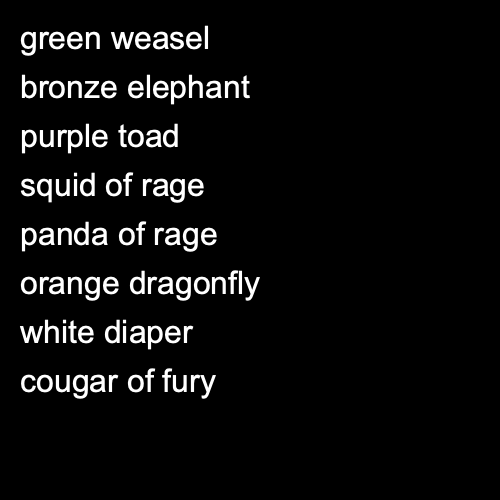 green weasel
bronze elephant
purple toad
squid of rage
panda of rage
orange dragonfly
white diaper
cougar of fury